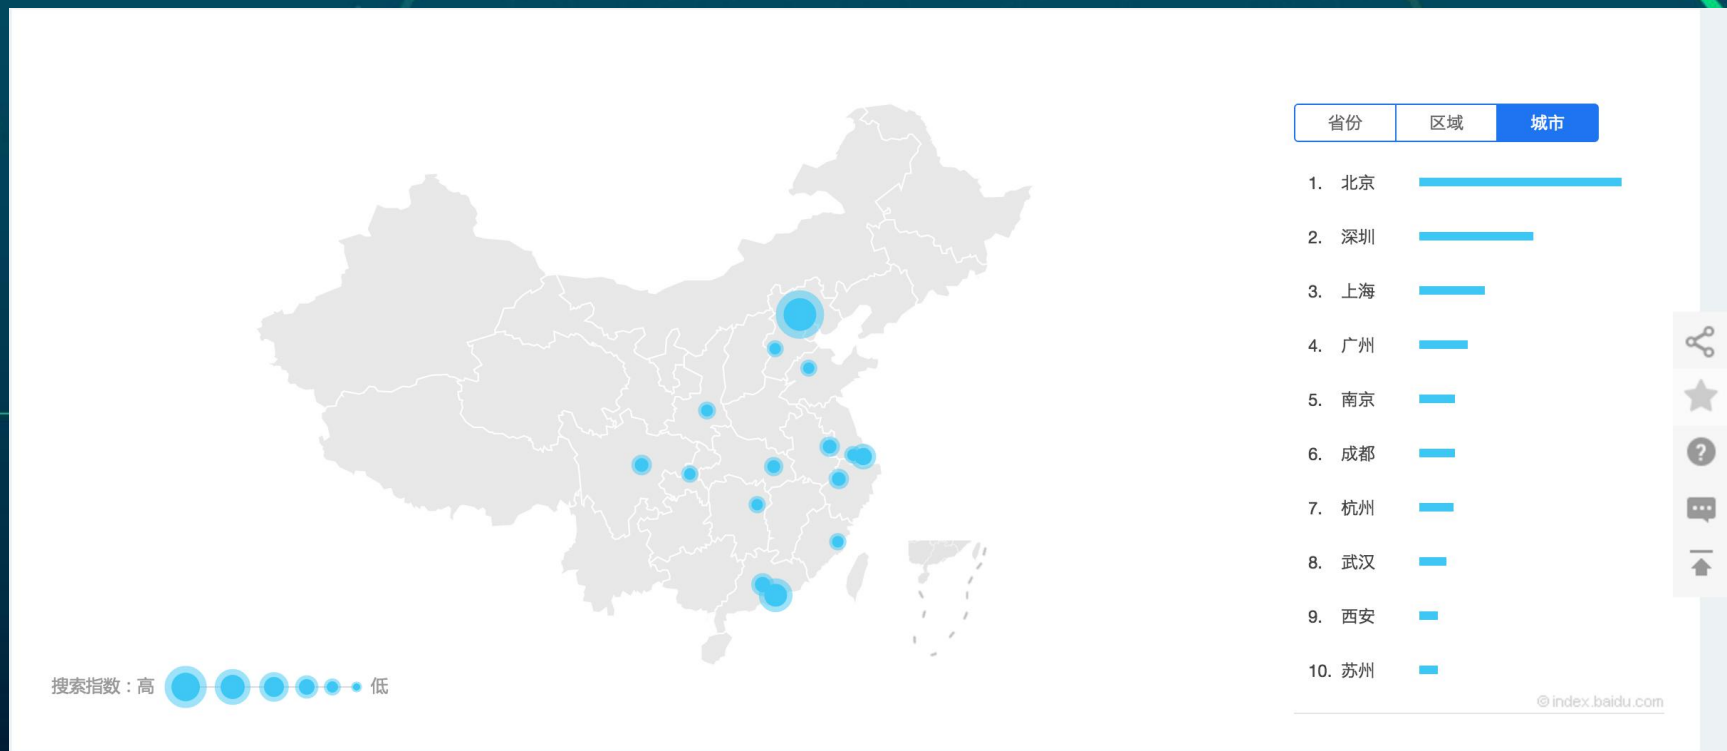 省份 区域 城市
1. 北京
2. 深圳
3. 上海
4. 广州
5. 南京
6. 成都
7. 杭州
8. 武汉
9. 西安
10. 苏州
搜索指数：高 低
©index.baidu.com